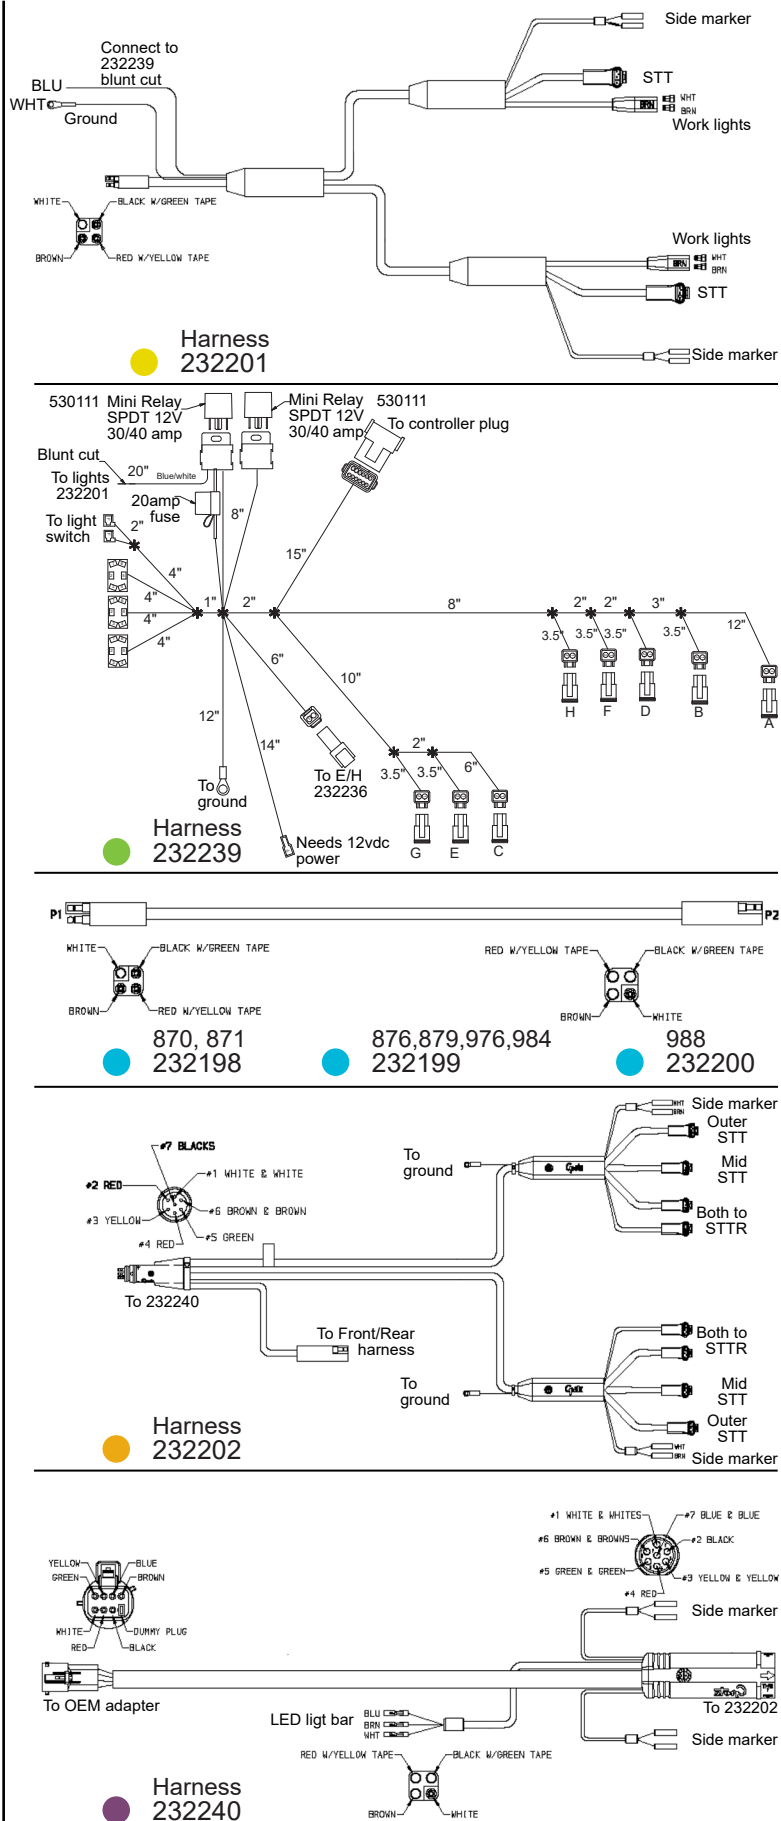 Side marker
Connect to
232239
blunt cut
BLU
WHT
Ground
STT
BRN
WHT
BRN
Work lights
WHITE
BLACK W/GREEN TAPE
BROWN
RED W/YELLOW TAPE
Work lights
BRN
WHT
BRN
STT
Side marker
Harness
232201
530111 Mini Relay
SPDT 12V
30/40 amp
Mini Relay 530111
SPDT 12V
30/40 amp
To controller plug
Blunt cut
20"
Blue/white
To lights
232201
20amp
fuse
8"
To light
switch
2"
15"
4"
4"
4"
4"
1"
2"
8"
2"
2"
3"
12"
3.5"
3.5"
3.5"
3.5"
6"
10"
H
F
D
B
A
12"
14"
To
ground
To E/H
232236
2"
3.5"
3.5"
6"
G
E
C
Needs 12vdc
power
Harness
232239
P1
P2
WHITE
BLACK W/GREEN TAPE
BROWN
RED W/YELLOW TAPE
RED W/YELLOW TAPE
BLACK W/GREEN TAPE
BROWN
WHITE
870, 871
232198
876,879,976,984
232199
988
232200
WHT
BRN
Side marker
Outer
STT
Mid
STT
Both to
STTR
To
ground
#7 BLACKS
#1 WHITE & WHITE
#2 RED
#6 BROWN & BROWN
#3 YELLOW
#5 GREEN
#4 RED
To 232240
To Front/Rear
harness
To
ground
Both to
STTR
Mid
STT
Outer
STT
WHT
BRN
Side marker
Harness
232202
#1 WHITE & WHITES
#7 BLUE & BLUE
#6 BROWN & BROWNS
#2 BLACK
#5 GREEN & GREEN
#3 YELLOW & YELLOW
#4 RED
YELLOW
BLUE
GREEN
BROWN
WHITE
DUMMY PLUG
RED
BLACK
Side marker
To OEM adapter
To 232202
LED ligt bar
BLU
BRN
WHT
Side marker
RED W/YELLOW TAPE
BLACK W/GREEN TAPE
BROWN
WHITE
Harness
232240